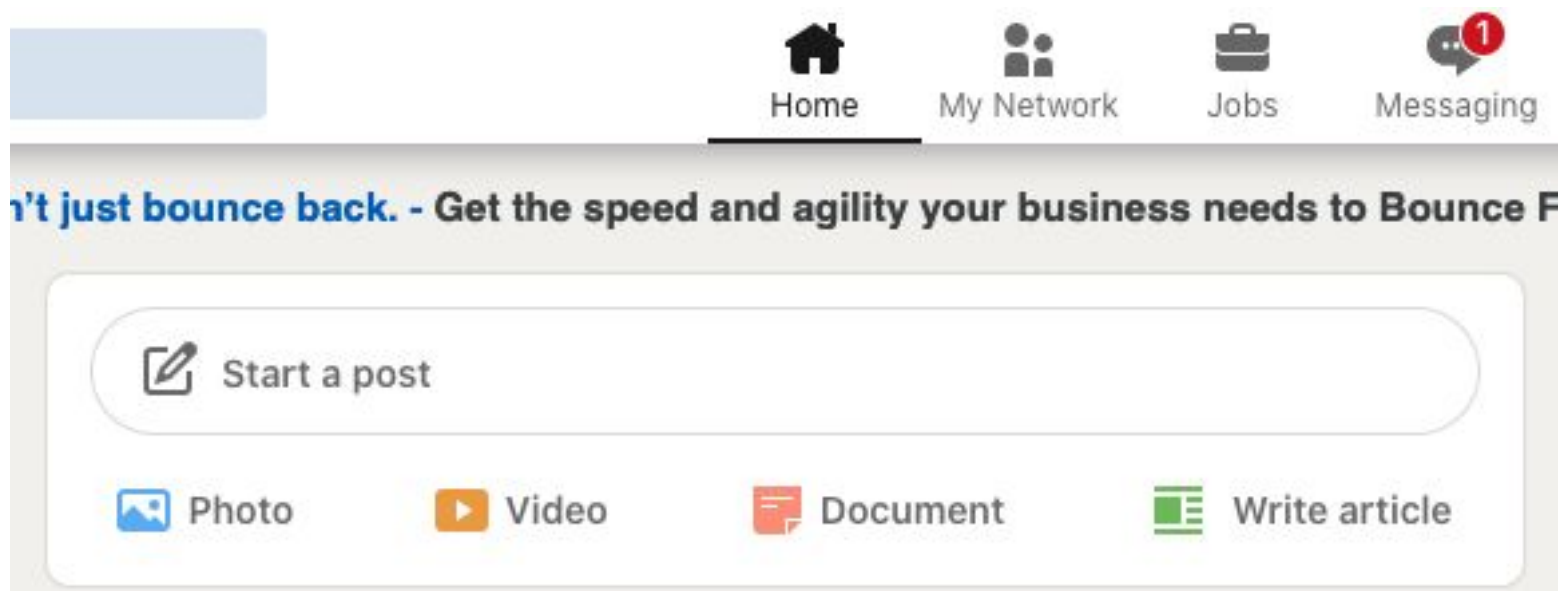 1
Home My Network Jobs Messaging
n't just bounce back. - Get the speed and agility your business needs to Bounce F
Start a post
Photo Video Document Write article